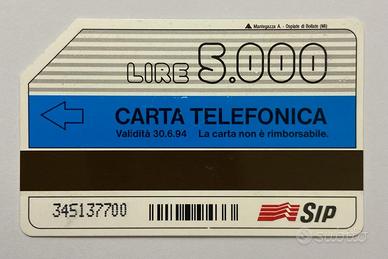 Mantegazza A. - Ospiate di Bollate (MI)
LIRE 5.000
CARTA TELEFONICA
Validità 30.6.94 La carta non è rimborsabile.
345137700
SIP
subito